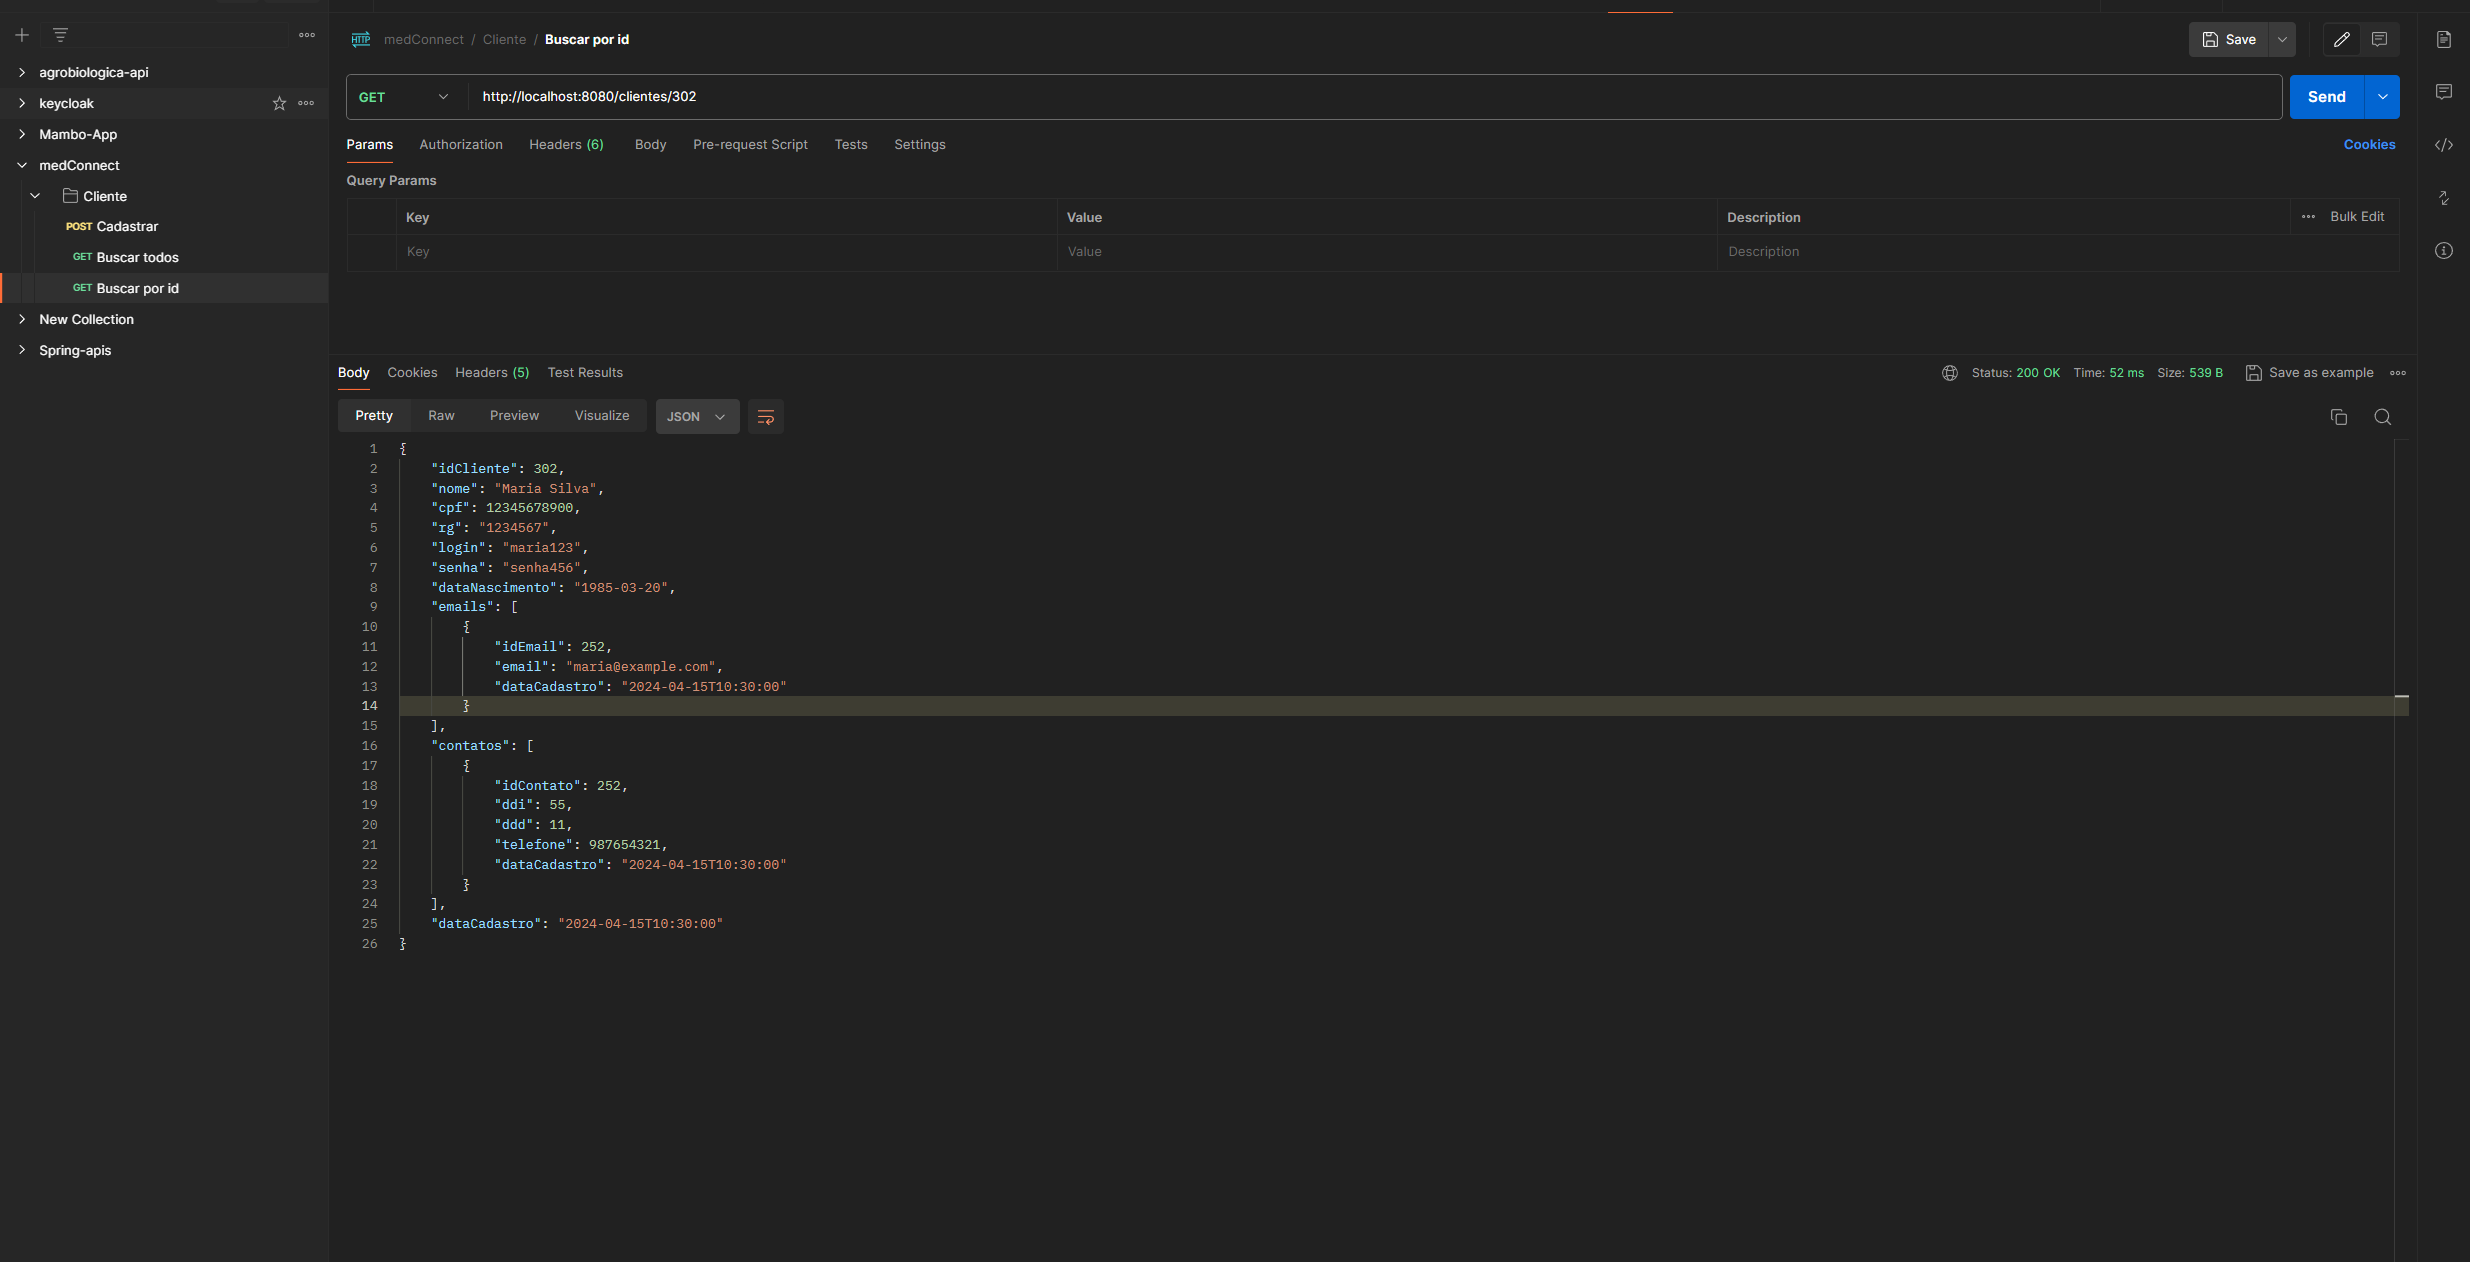 agrobiologica-api
keycloak
Mambo-App
medConnect
Cliente
POST Cadastrar
GET Buscar todos
GET Buscar por id
New Collection
Spring-apis
HTTP medConnect / Cliente / Buscar por id
Save
GET http://localhost:8080/clientes/302
Send
Params Authorization Headers (6) Body Pre-request Script Tests Settings Cookies
Query Params
Key Value Description Bulk Edit
Key Value Description
Body Cookies Headers (5) Test Results Status: 200 OK Time: 52 ms Size: 539 B Save as example
Pretty Raw Preview Visualize JSON
1 {
2 "idCliente": 302,
3 "nome": "Maria Silva",
4 "cpf": 12345678900,
5 "rg": "1234567",
6 "login": "maria123",
7 "senha": "senha456",
8 "dataNascimento": "1985-03-20",
9 "emails": [
10 {
11 "idEmail": 252,
12 "email": "maria@example.com",
13 "dataCadastro": "2024-04-15T10:30:00"
14 }
15 ],
16 "contatos": [
17 {
18 "idContato": 252,
19 "ddi": 55,
20 "ddd": 11,
21 "telefone": 987654321,
22 "dataCadastro": "2024-04-15T10:30:00"
23 }
24 ],
25 "dataCadastro": "2024-04-15T10:30:00"
26 }